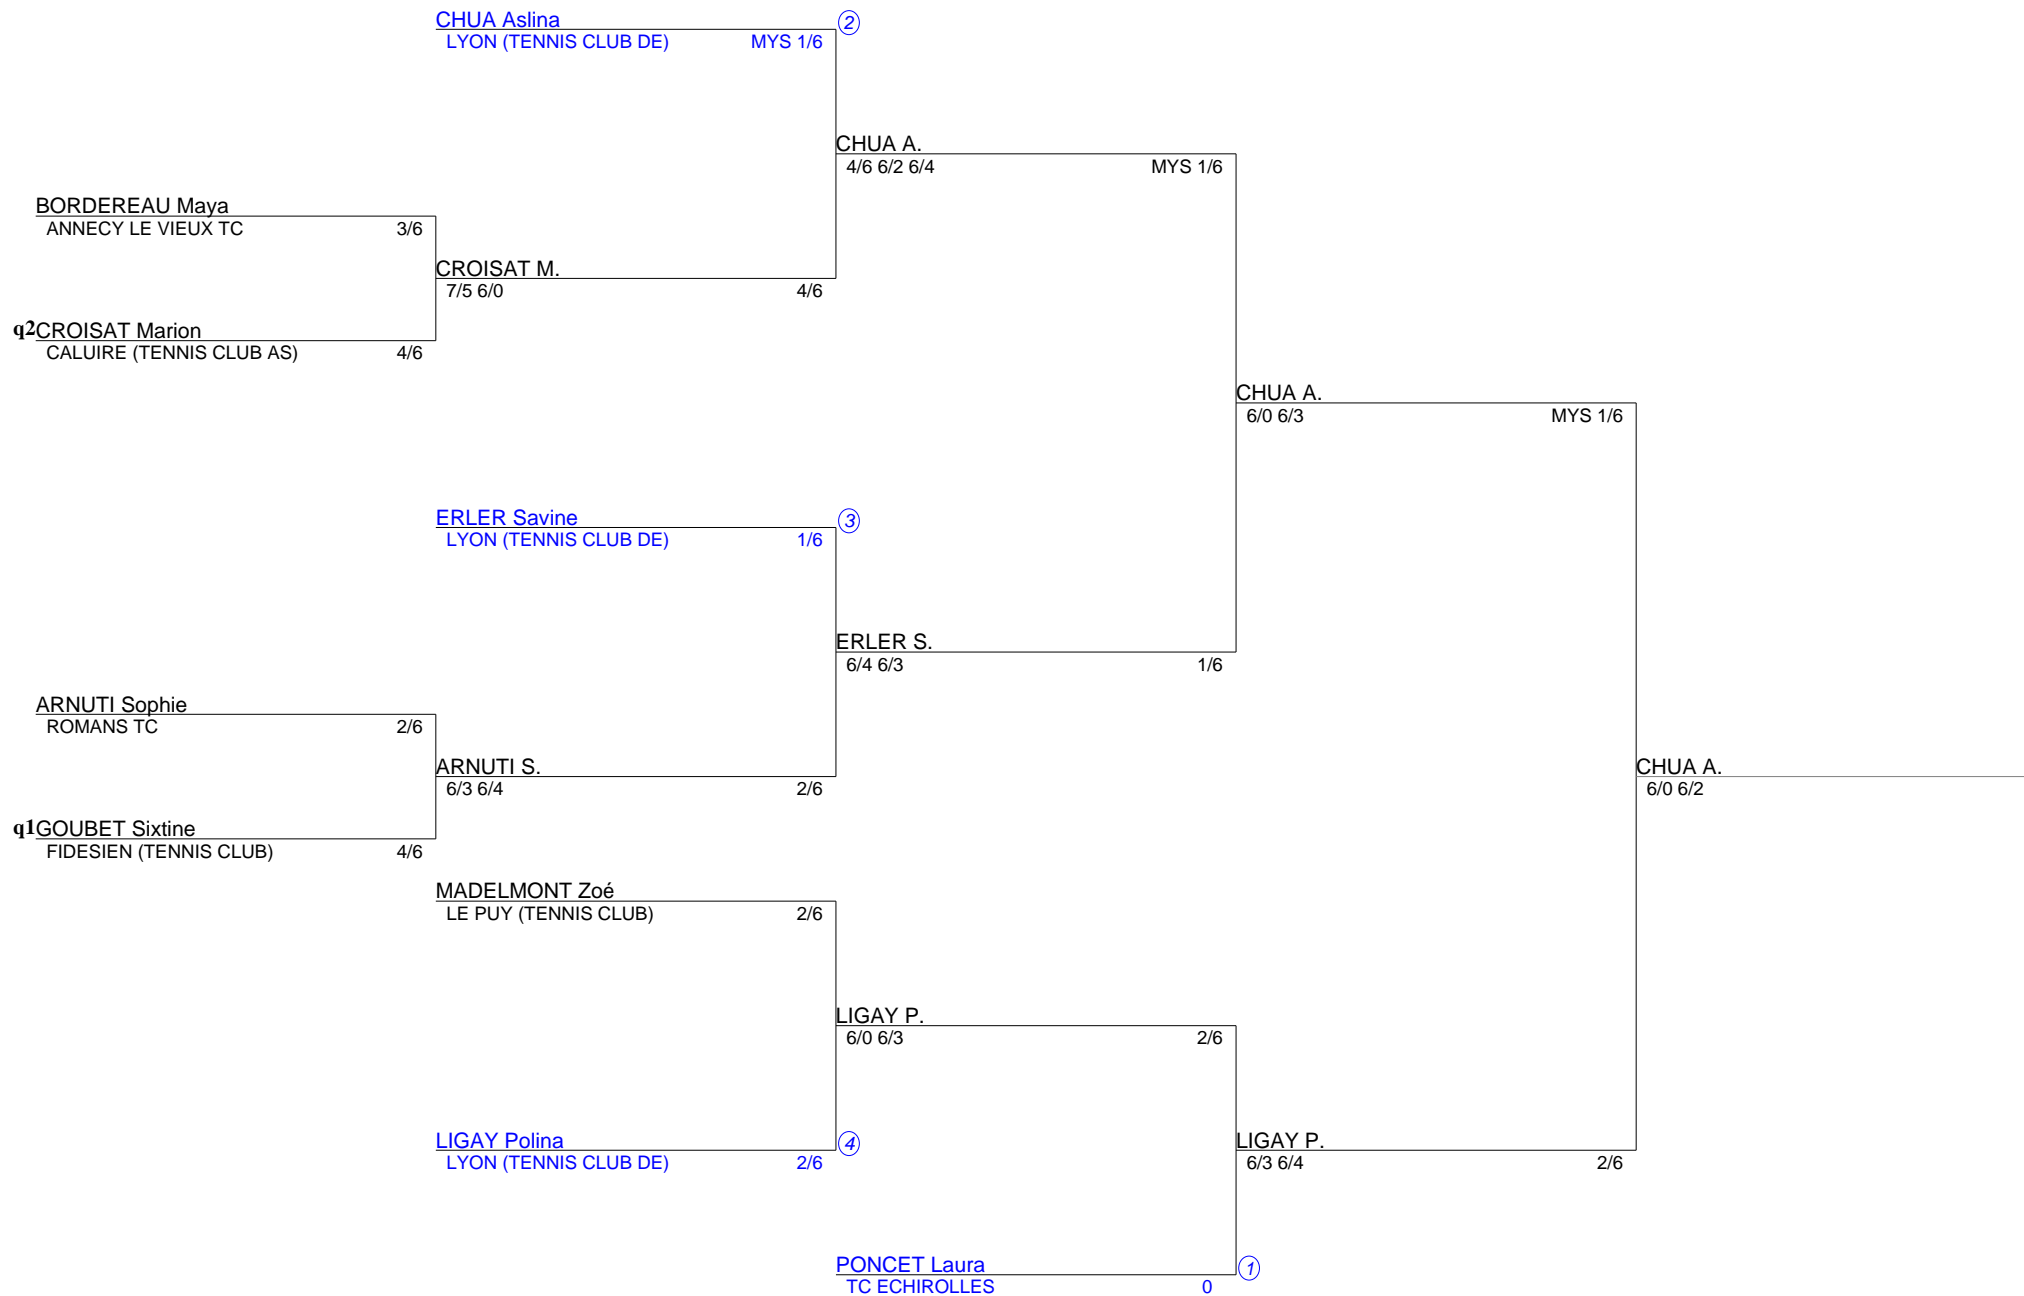 CHUA Aslina 2
LYON (TENNIS CLUB DE) MYS 1/6
CHUA A.
4/6 6/2 6/4 MYS 1/6
BORDEREAU Maya
ANNECY LE VIEUX TC 3/6
CROISAT M.
7/5 6/0 4/6
q2 CROISAT Marion
CALUIRE (TENNIS CLUB AS) 4/6
CHUA A.
6/0 6/3 MYS 1/6
ERLER Savine 3
LYON (TENNIS CLUB DE) 1/6
ERLER S.
6/4 6/3 1/6
ARNUTI Sophie
ROMANS TC 2/6
ARNUTI S.
6/3 6/4 2/6
CHUA A.
6/0 6/2
q1 GOUBET Sixtine
FIDESIEN (TENNIS CLUB) 4/6
MADELMONT Zoé
LE PUY (TENNIS CLUB) 2/6
LIGAY P.
6/0 6/3 2/6
LIGAY Polina 4
LYON (TENNIS CLUB DE) 2/6
LIGAY P.
6/3 6/4 2/6
PONCET Laura 1
TC ECHIROLLES 0